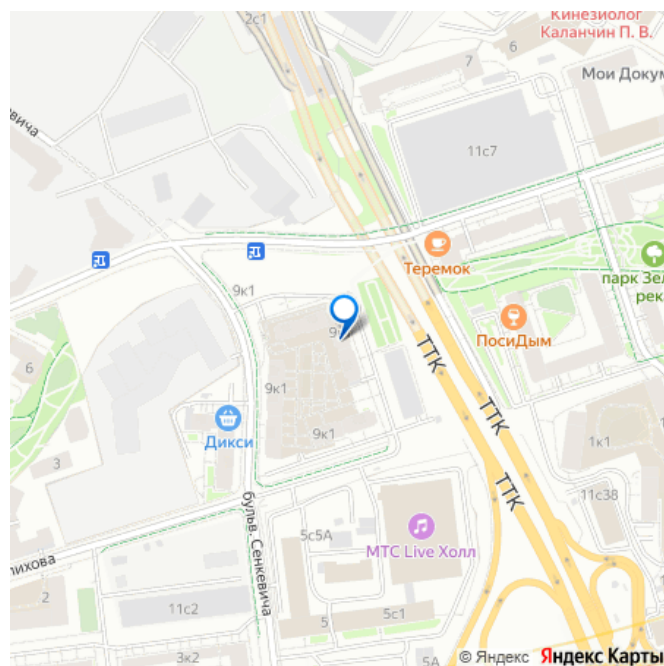 2с1
Кинезиолог
Каланчин П. В.
6
7
Мои Докум
евича
11с7
Теремок
парк Зел
рек
9к1
9
ПосиДым
ТТК
6
9к1
ТТК
9к1
Дикси
1к1
3
ТТК
11с38
бульв. Сенкевича
5с5А
МТС Live Холл
лихова
2
11с2
5
5с1
3к2
5А
© Яндекс Яндекс Карты